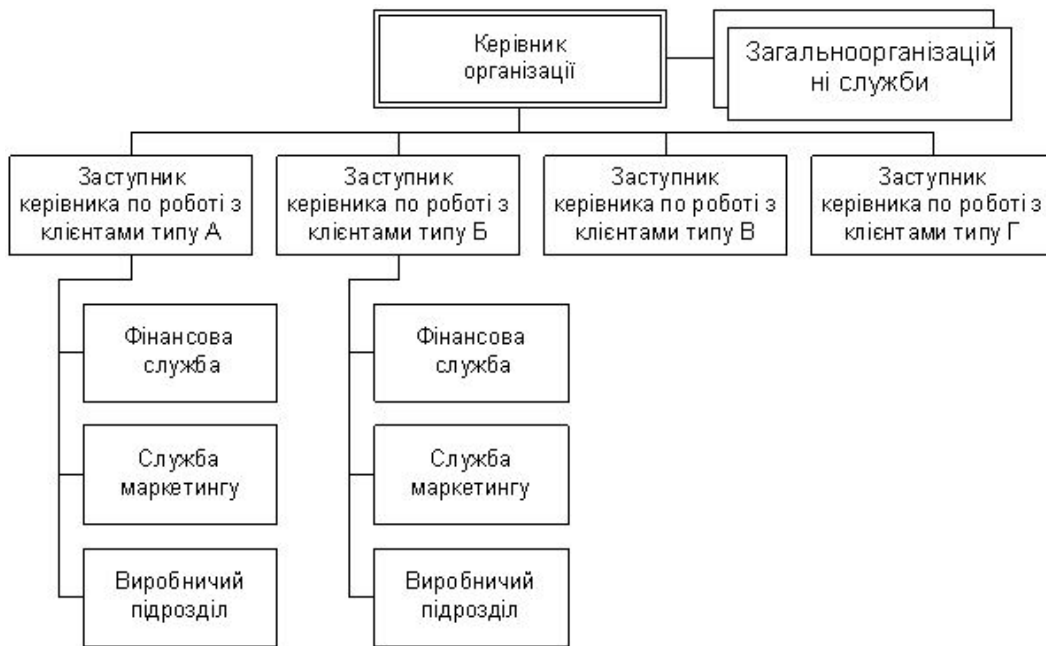 Керівник
організації
Загальноорганізацій
ні служби
Заступник
керівника по роботі з
клієнтами типу А
Заступник
керівника по роботі з
клієнтами типу Б
Заступник
керівника по роботі з
клієнтами типу В
Заступник
керівника по роботі з
клієнтами типу Г
Фінансова
служба
Фінансова
служба
Служба
маркетингу
Служба
маркетингу
Виробничий
підрозділ
Виробничий
підрозділ